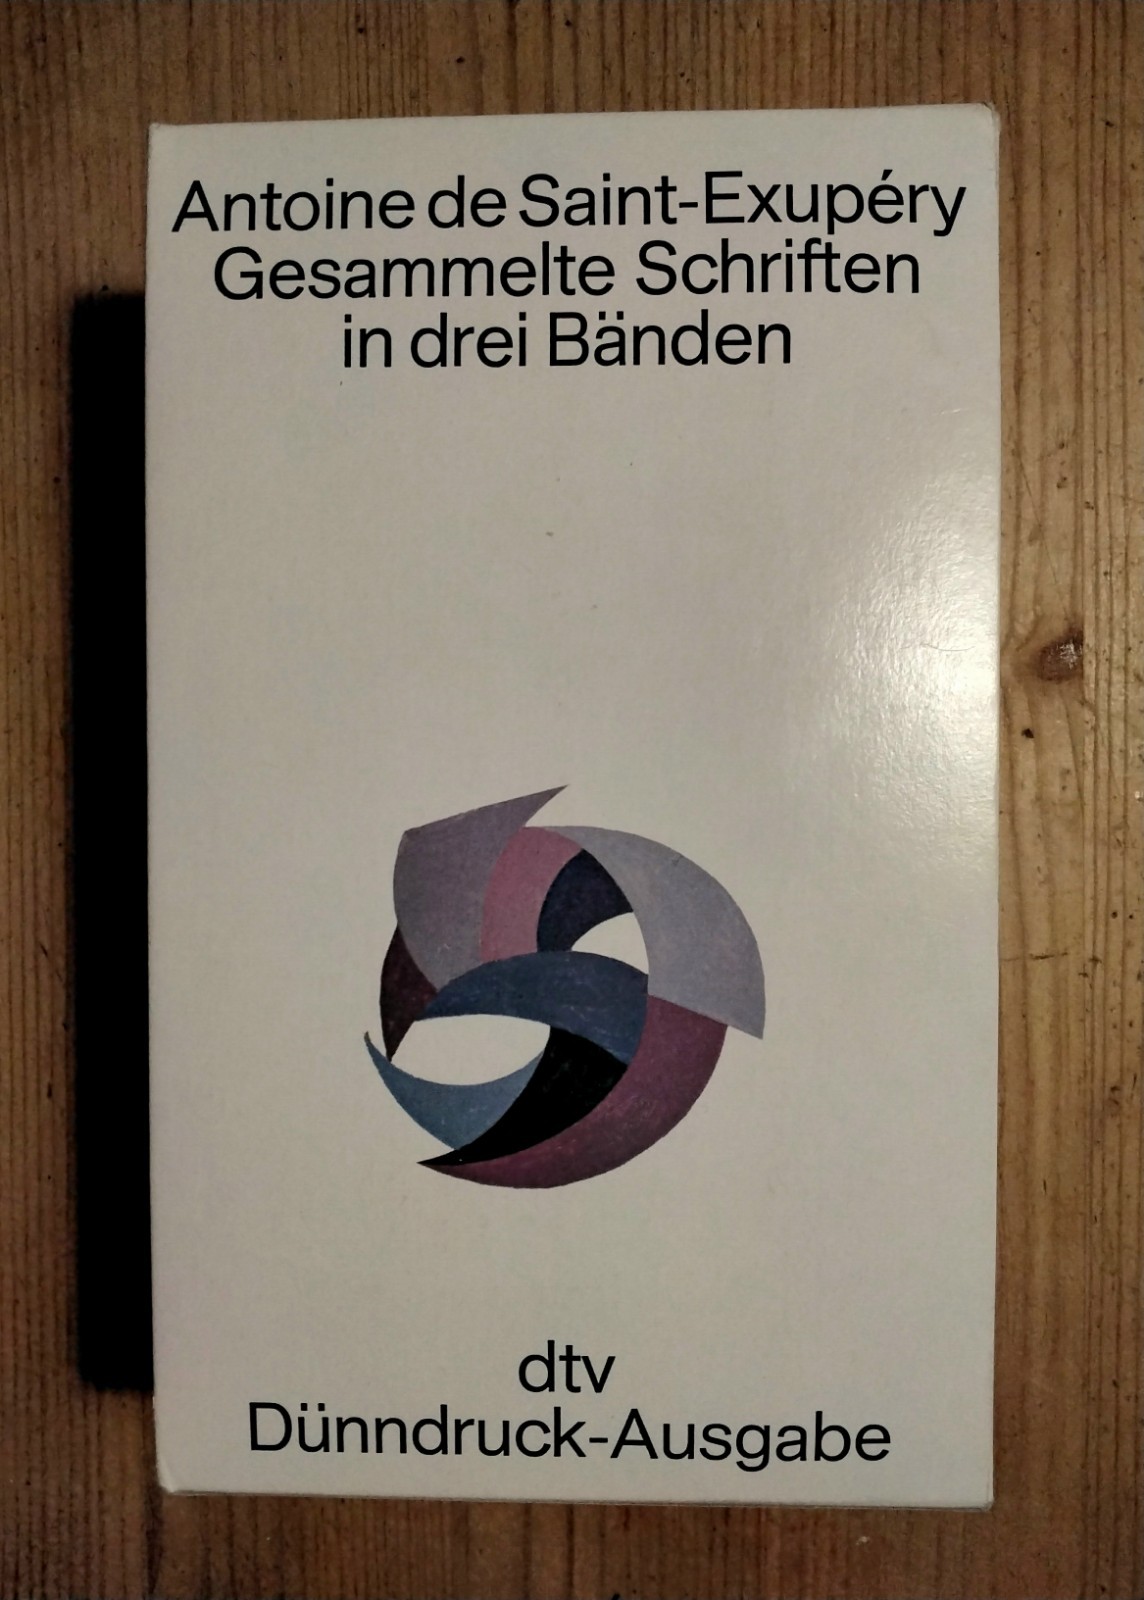 Antoine de Saint-Exupéry
Gesammelte Schriften
in drei Bänden
dtv
Dünndruck-Ausgabe